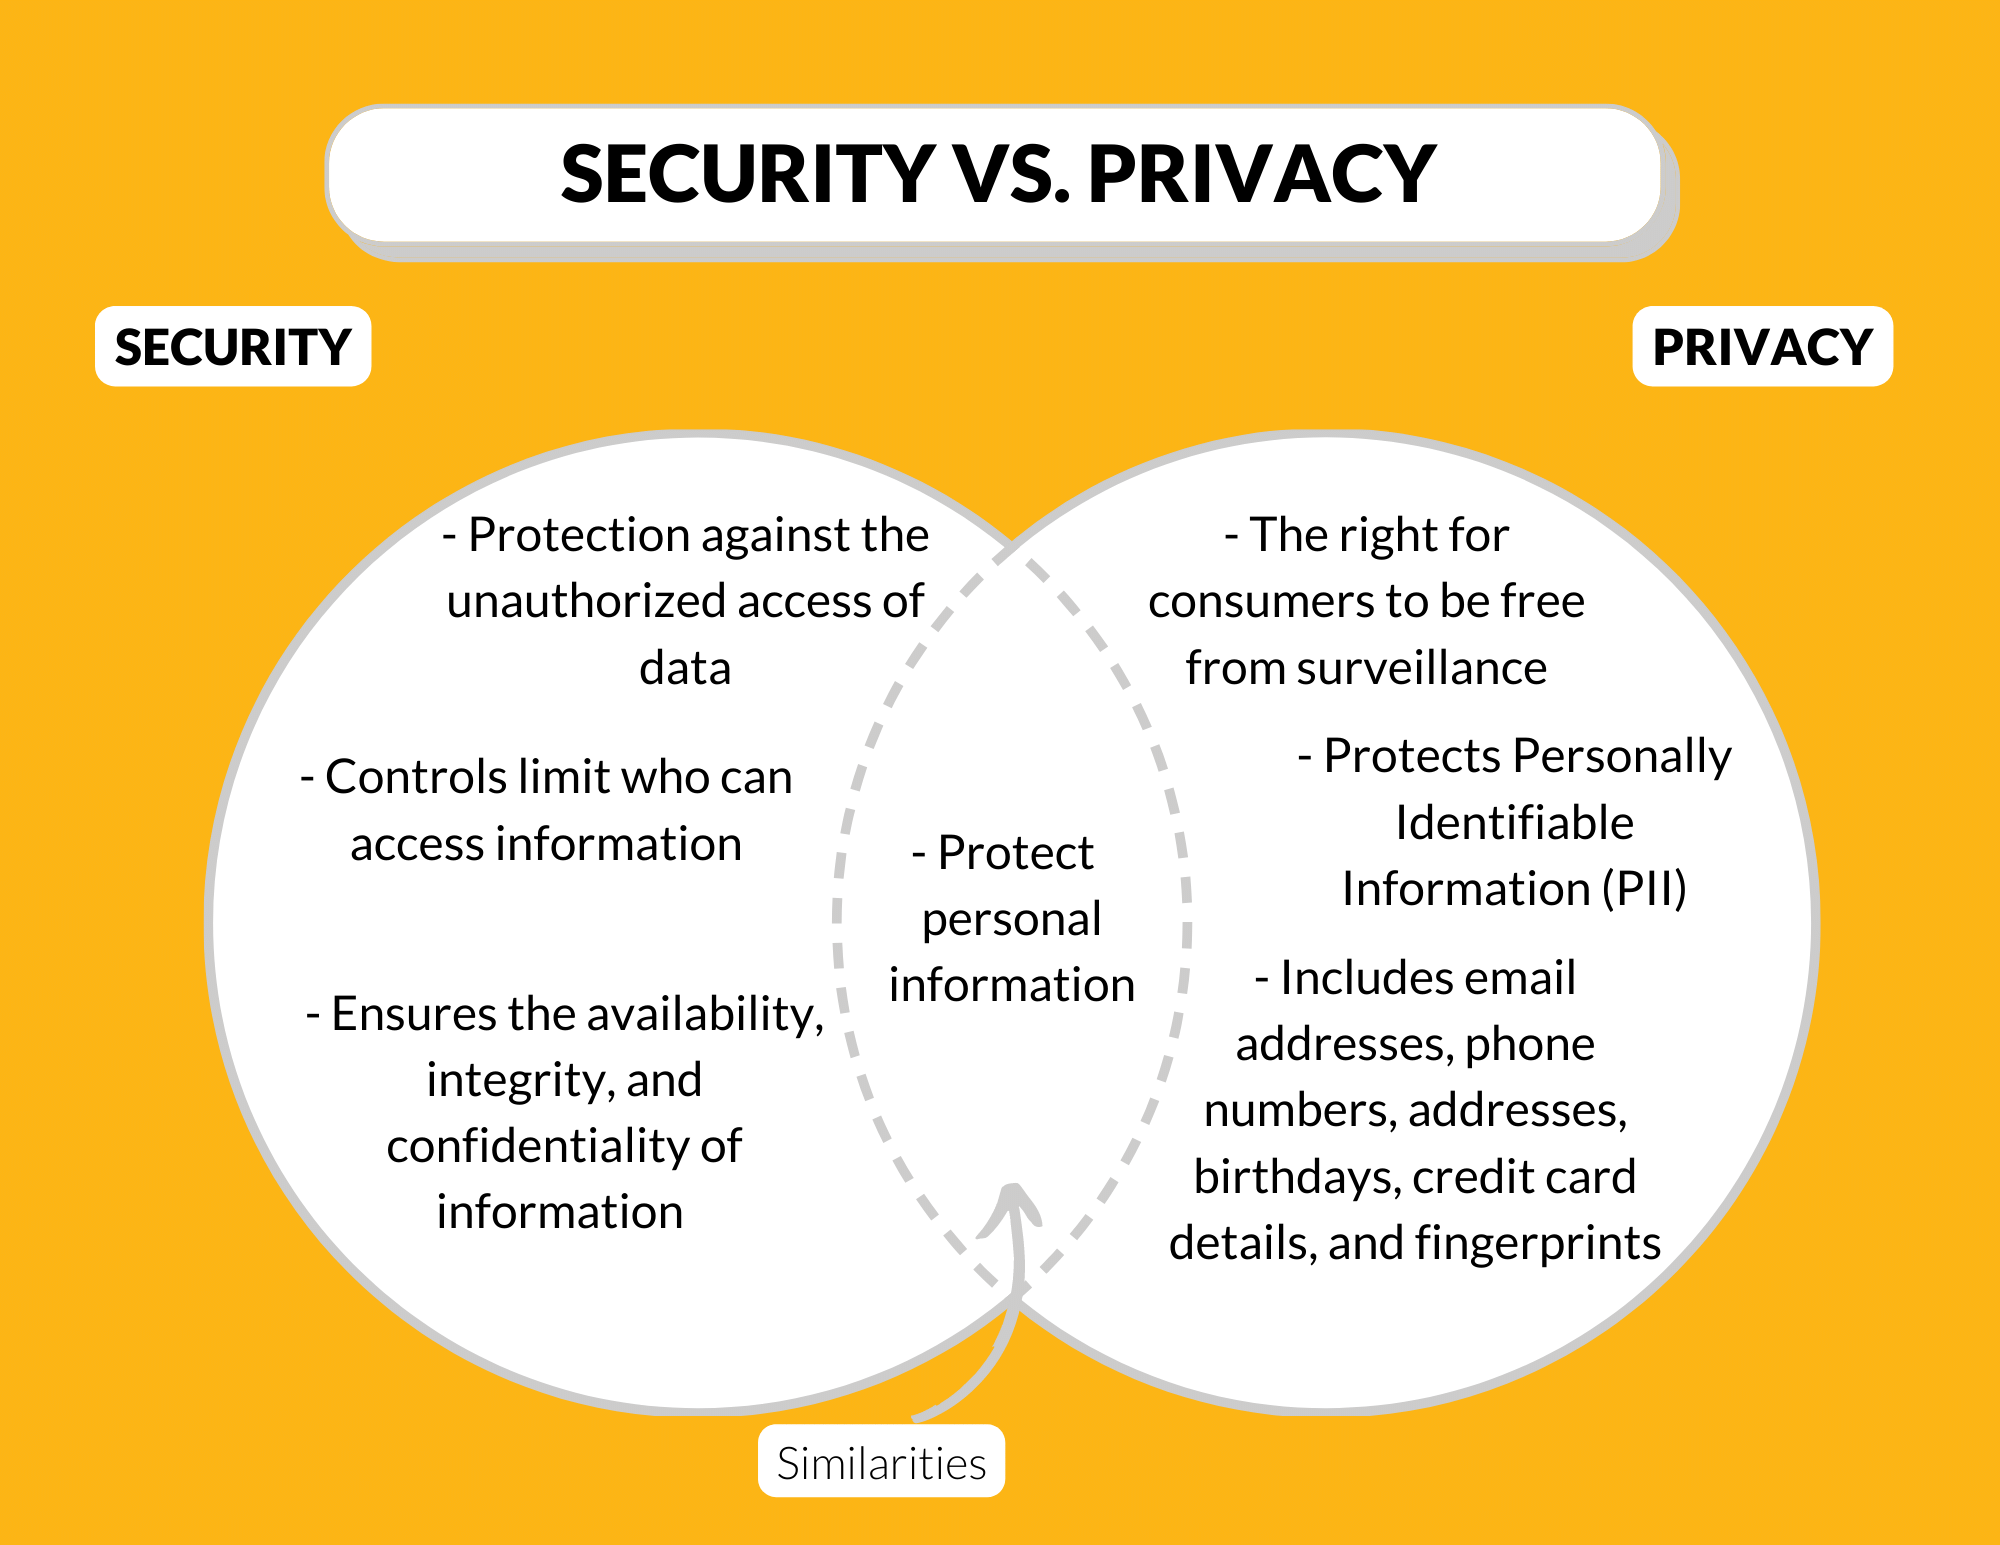 SECURITY VS. PRIVACY
SECURITY
PRIVACY
- Protection against the
unauthorized access of
data
- Controls limit who can
access information
- Ensures the availability,
integrity, and
confidentiality of
information
- Protect
personal
information
- The right for
consumers to be free
from surveillance
- Protects Personally
Identifiable
Information (PII)
- Includes email
addresses, phone
numbers, addresses,
birthdays, credit card
details, and fingerprints
Similarities